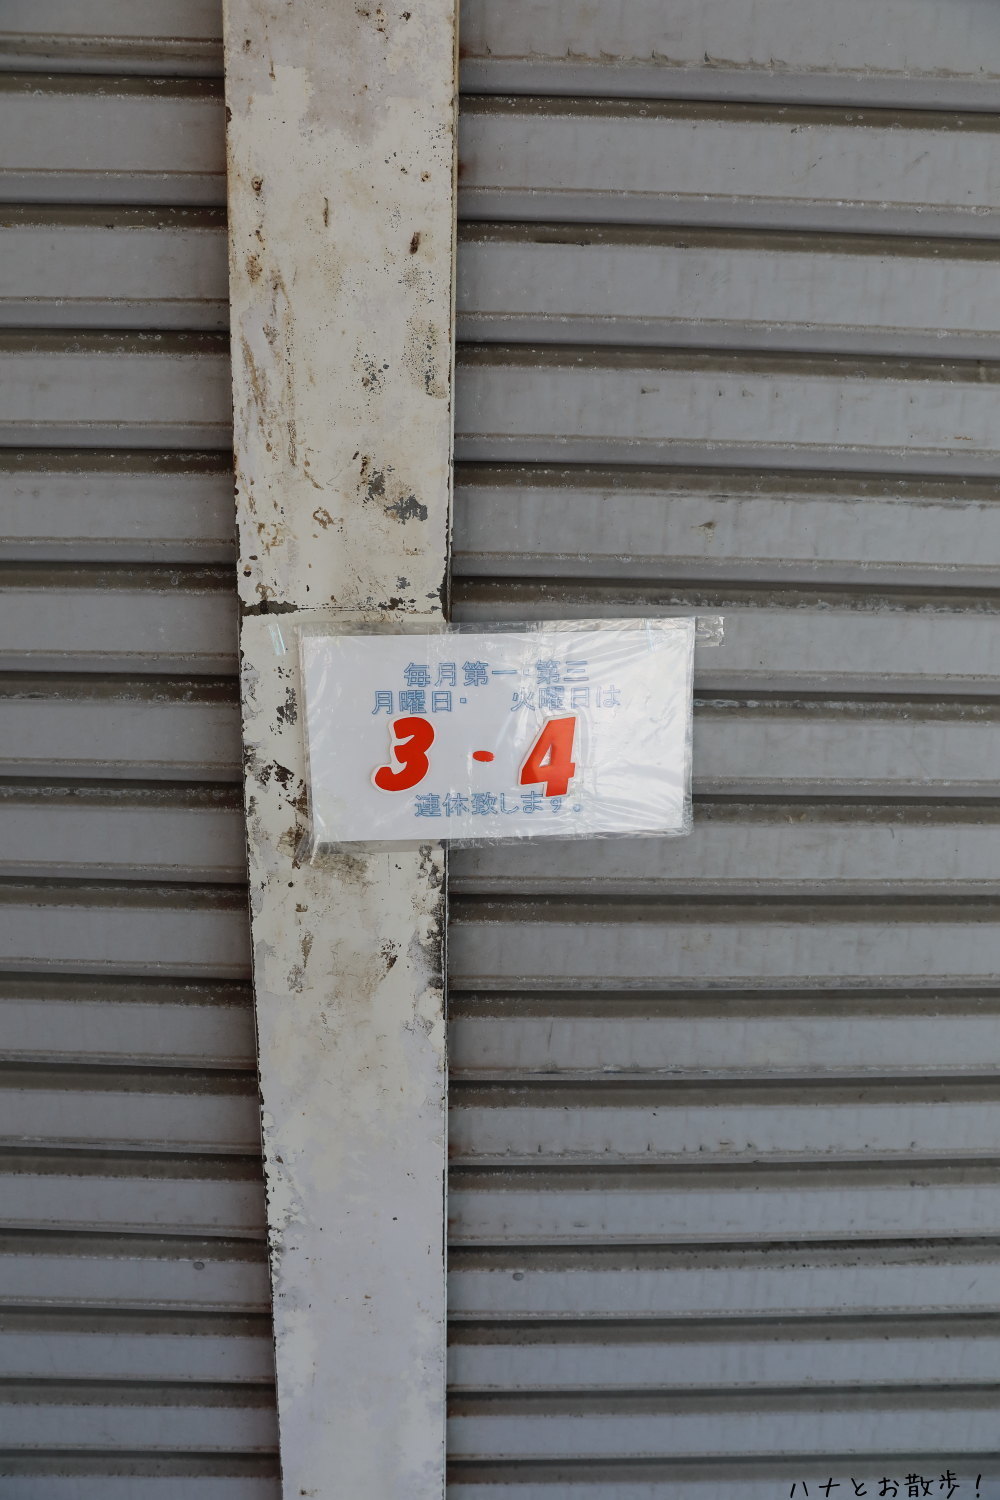 毎月第一・第三
月曜日・　火曜日は
3 - 4
連休致します。
ハナとお散歩！